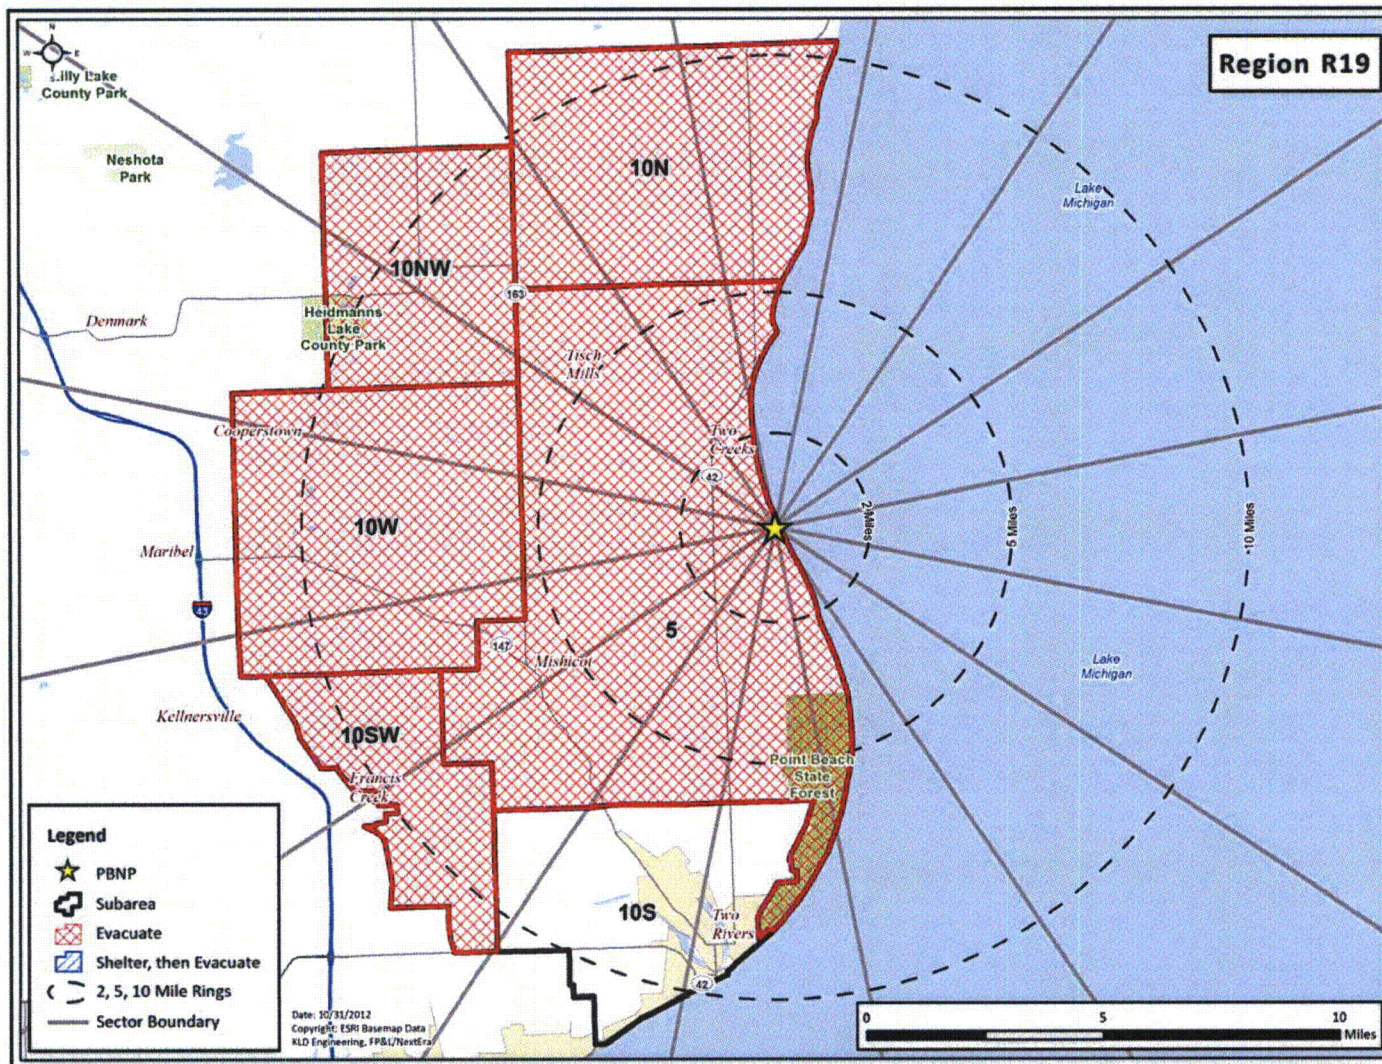 N
W
E
S
Lilly Lake
County Park
Region R19
Neshota
Park
10N
Lake
Michigan
10NW
163
Heidmanns
Lake
County Park
Denmark
Tisch
Mills
Cooperstown
Two
Creeks
42
10W
2 Miles
5 Miles
10 Miles
Maribel
43
5
147
Mishicot
Lake
Michigan
Kellnersville
10SW
Point Beach
State
Forest
Francis
Creek
10S
Two
Rivers
42
Legend
PBNP
Subarea
Evacuate
Shelter, then Evacuate
2, 5, 10 Mile Rings
Sector Boundary
Date: 10/31/2012
Copyright: ESRI Basemap Data
KLD Engineering, FP&L/NextEra
0
5
10
Miles